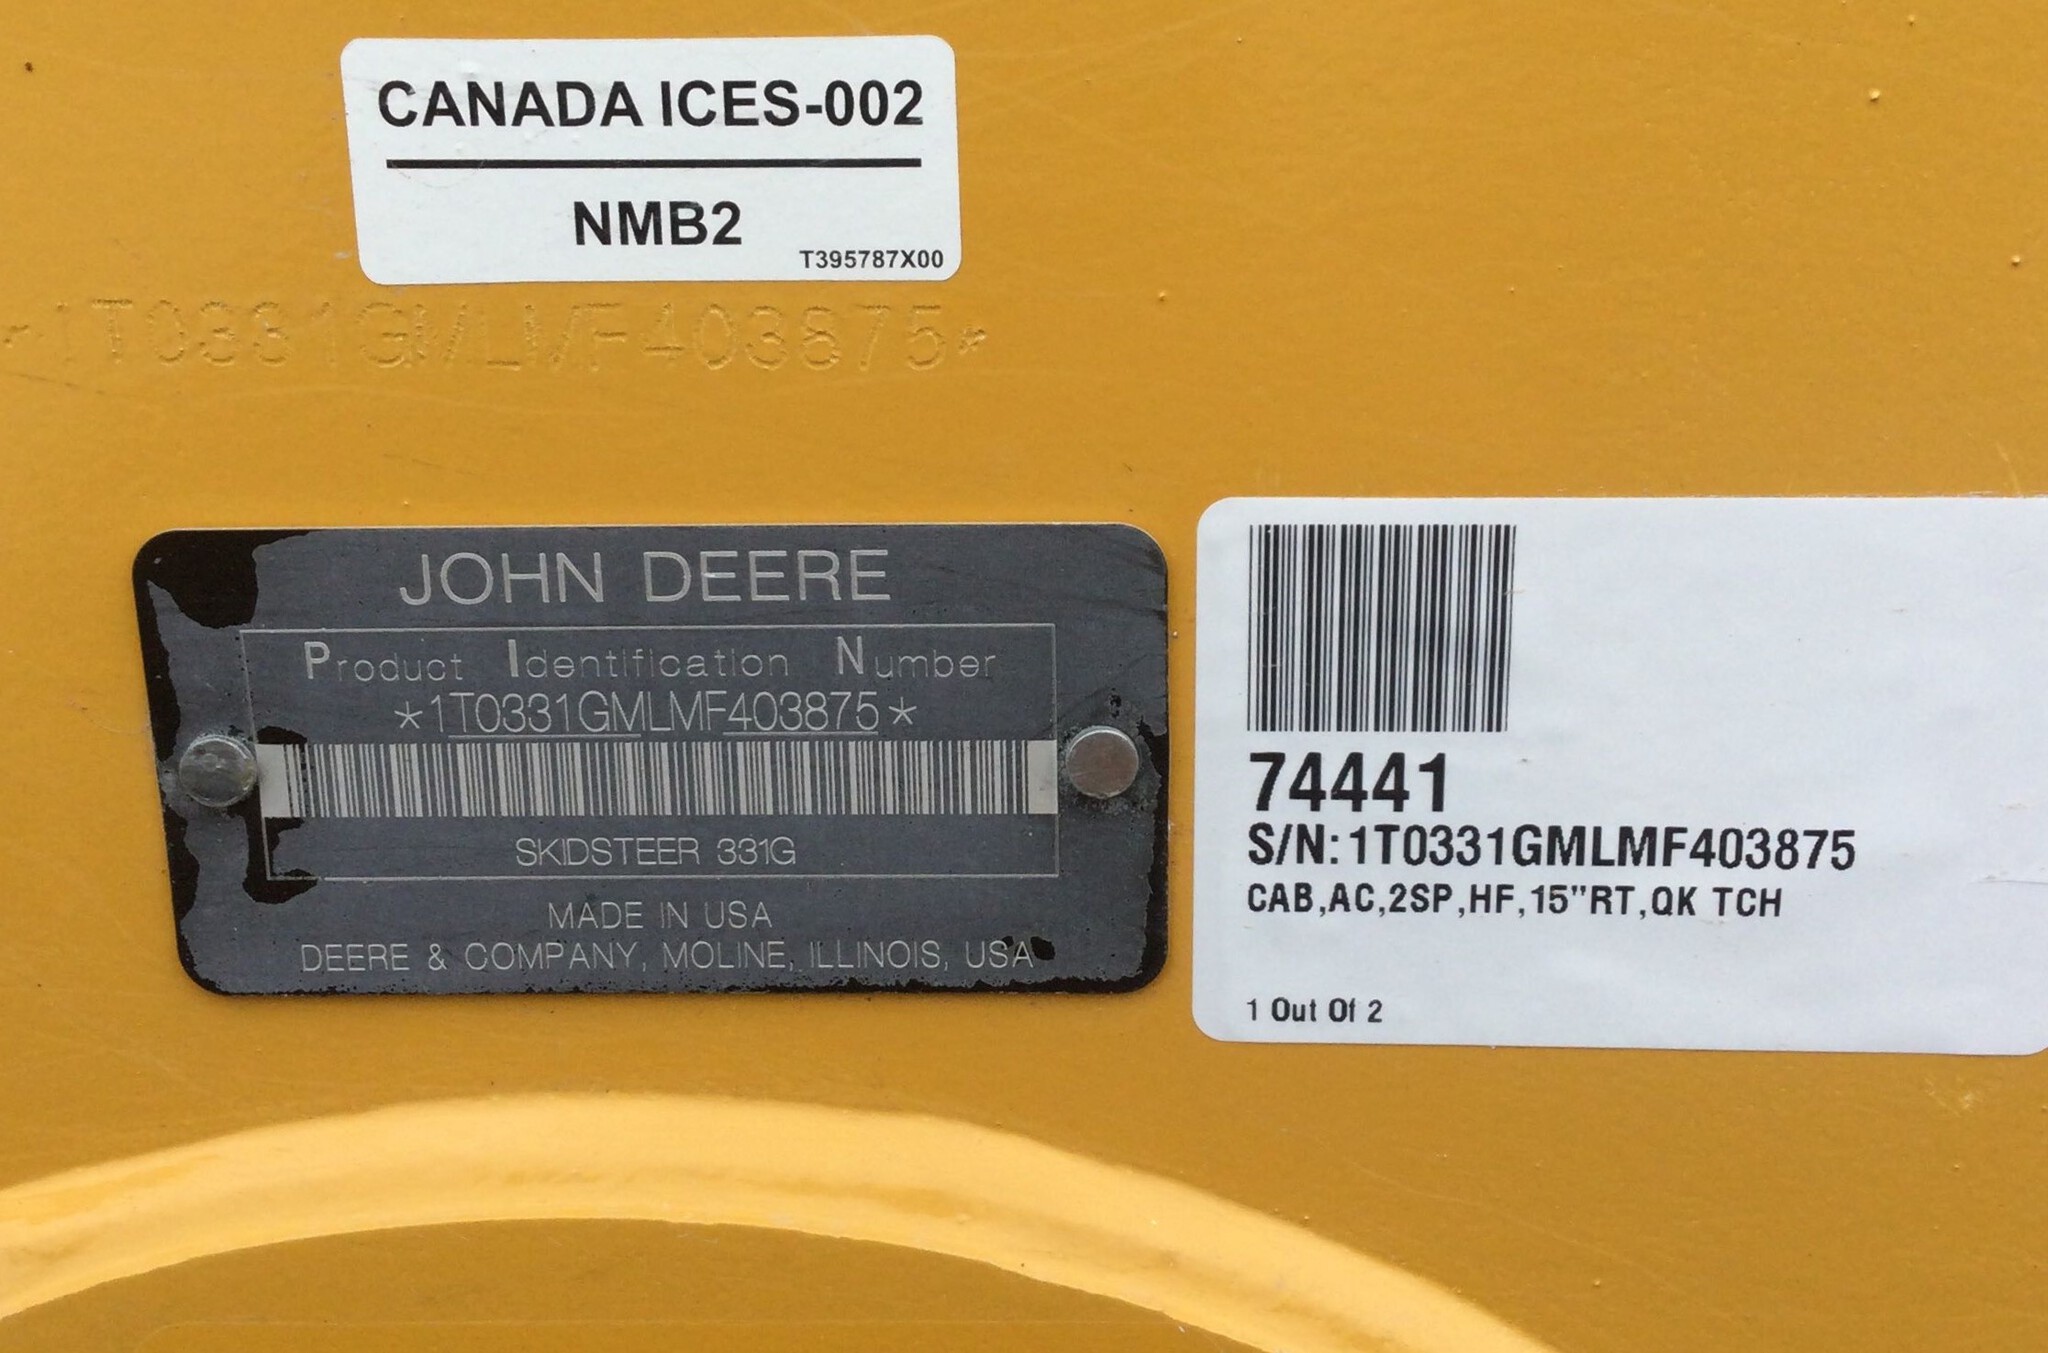 CANADA ICES-002
NMB2
T395787X00
*1T0331GMLMF403875*
JOHN DEERE
Product Identification Number
*1T0331GMLMF403875*
SKIDSTEER 331G
MADE IN USA
DEERE & COMPANY, MOLINE, ILLINOIS, USA
74441
S/N:1T0331GMLMF403875
CAB,AC,2SP,HF,15"RT,QK TCH
1 Out Of 2